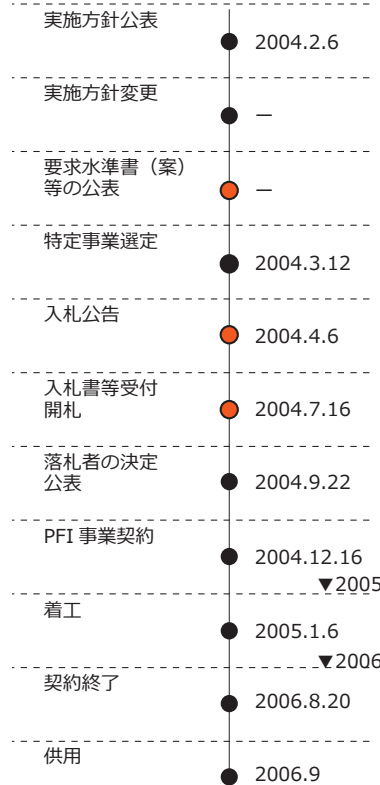 実施方針公表
2004.2.6
実施方針変更
—
要求水準書（案）
等の公表
—
特定事業選定
2004.3.12
入札公告
2004.4.6
入札書等受付
開札
2004.7.16
落札者の決定
公表
2004.9.22
PFI 事業契約
2004.12.16
▼2005
着工
2005.1.6
▼2006
契約終了
2006.8.20
供用
2006.9